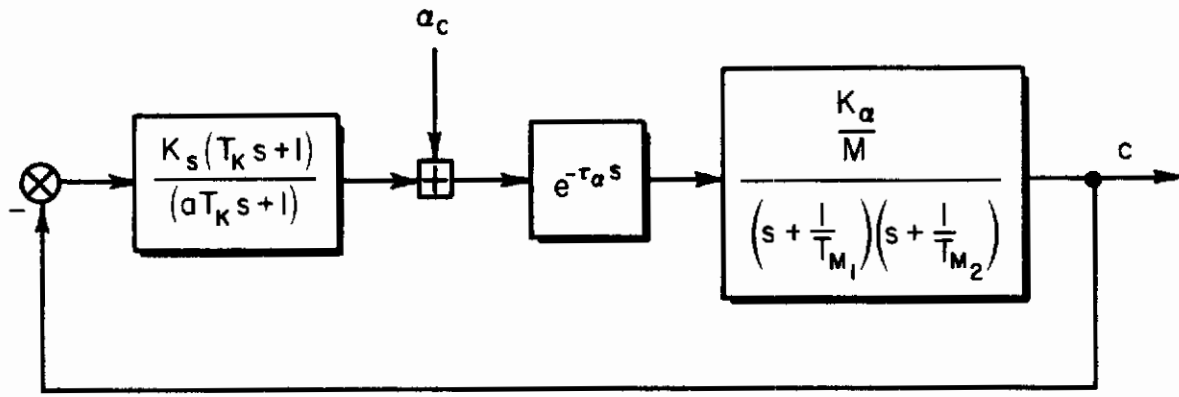 α_c
K_s(T_K s+1)
(aT_K s+1)
+
e^{-τ_α s}
K_α
M
(s + 1/T_{M_1})(s + 1/T_{M_2})
c
−